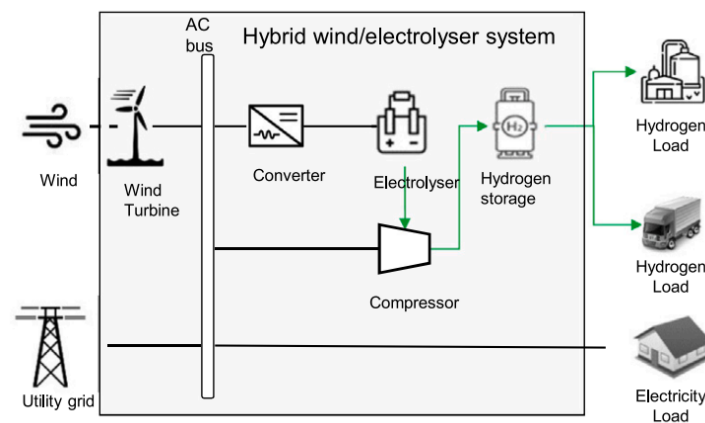 AC
bus
Hybrid wind/electrolyser system
Wind
Wind
Turbine
Converter
Electrolyser
H₂
Hydrogen
storage
Hydrogen
Load
Compressor
Hydrogen
Load
Utility grid
Electricity
Load